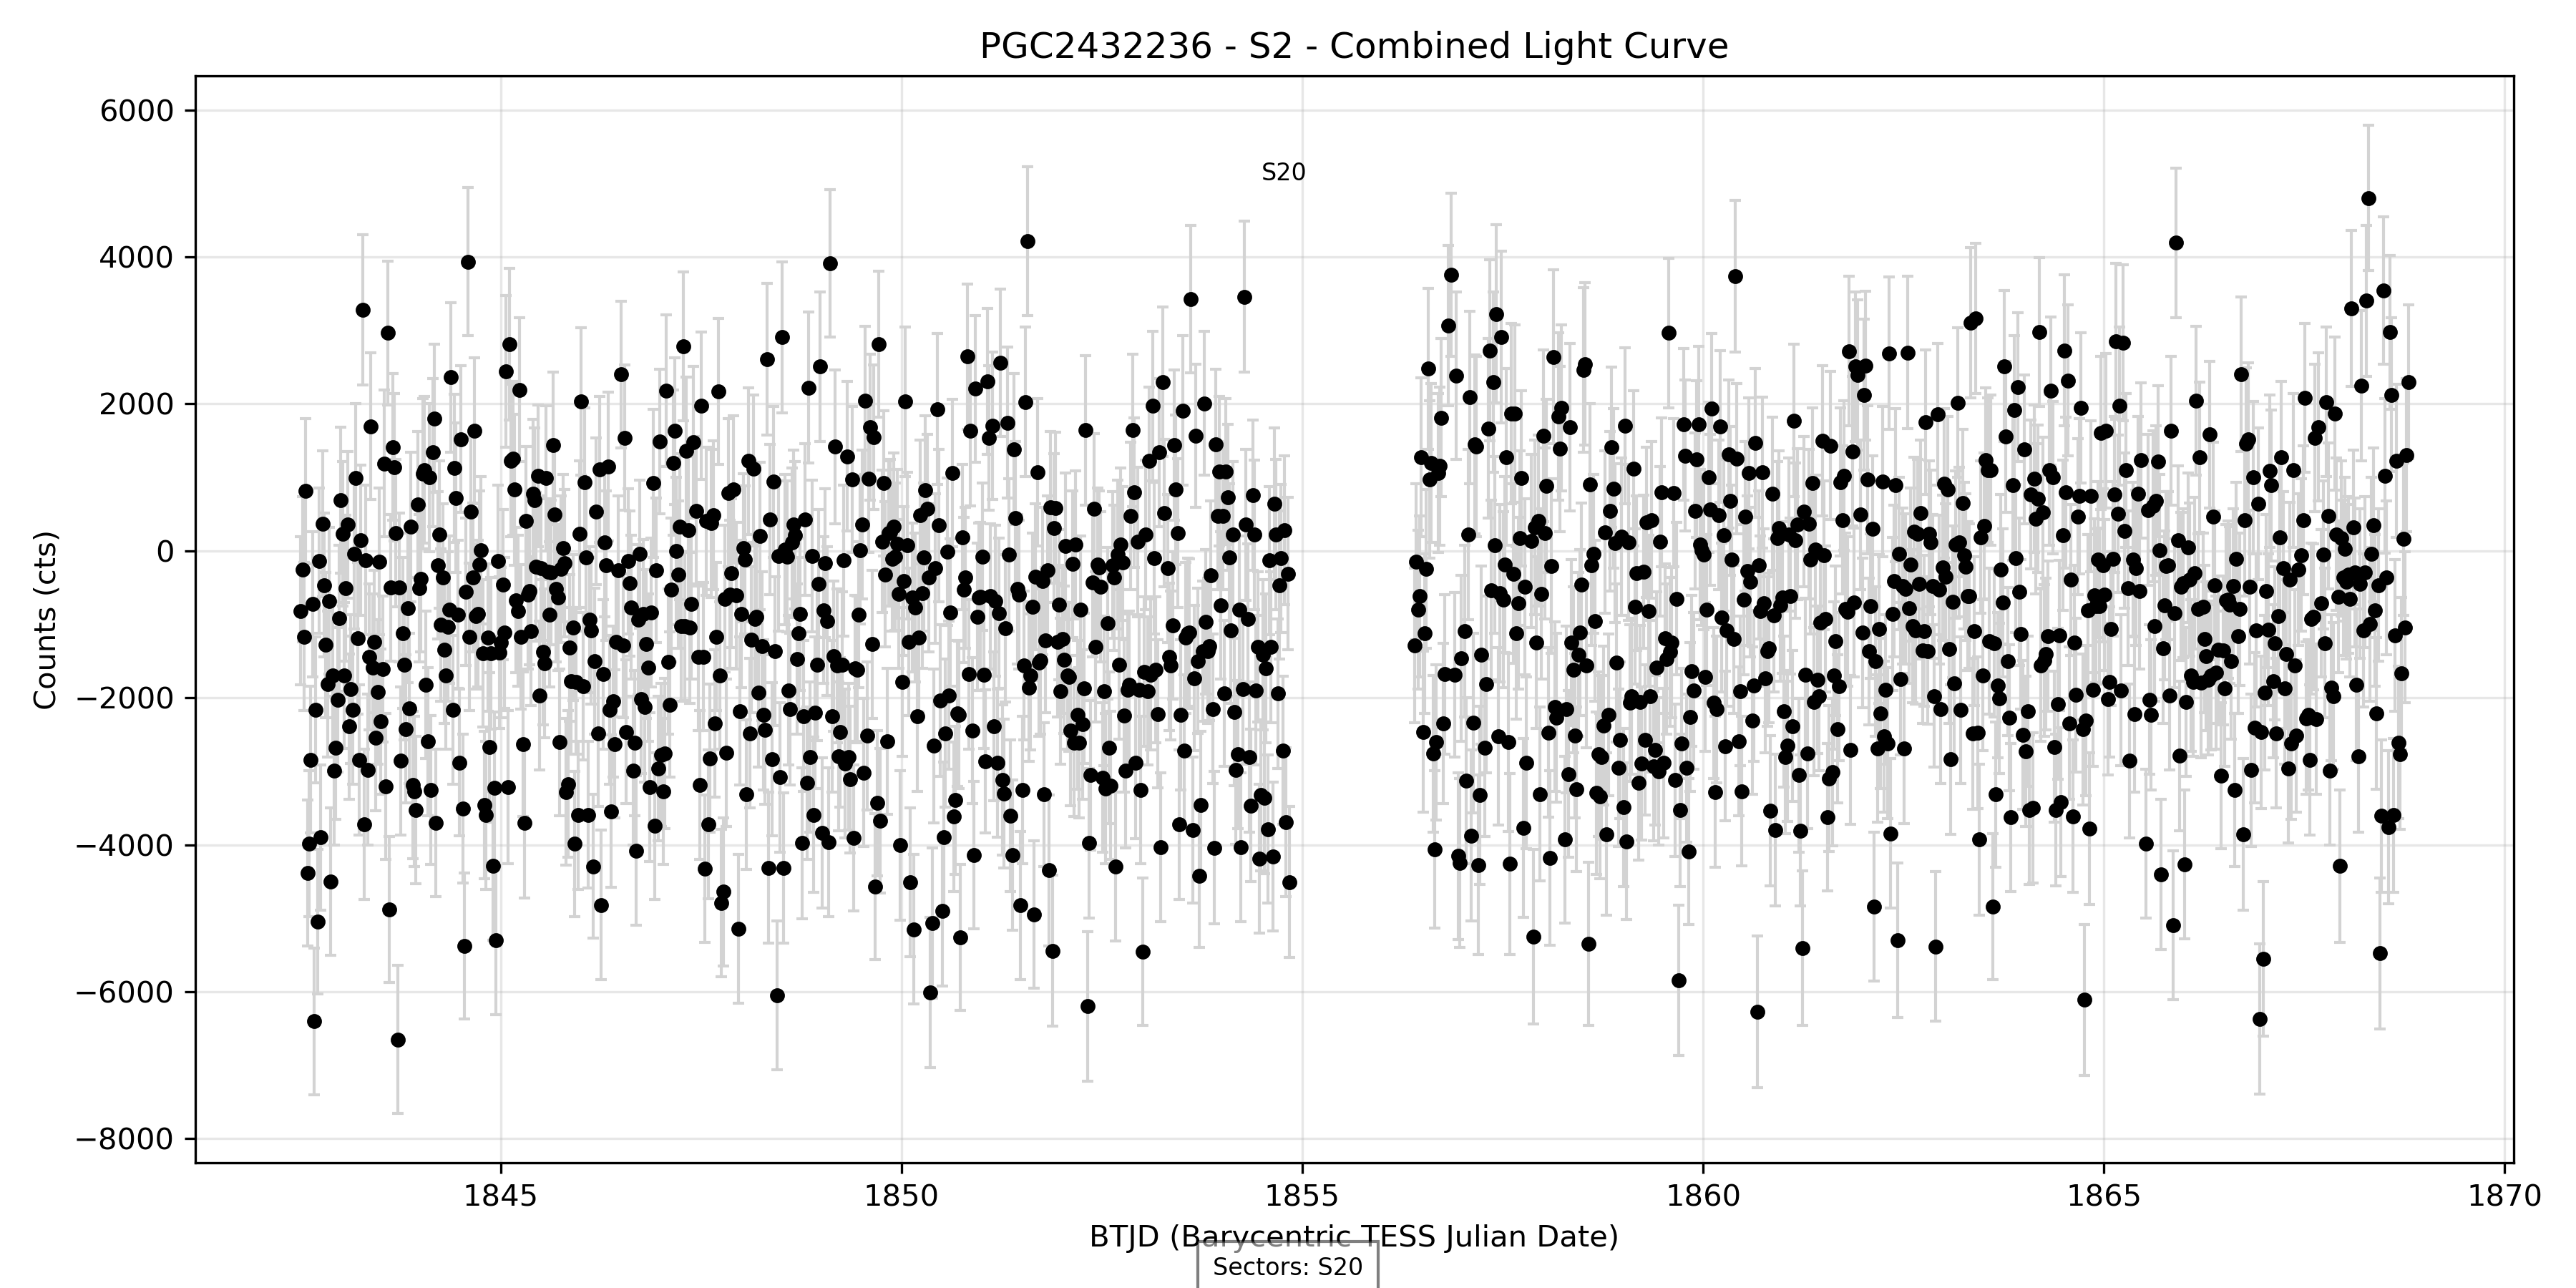 PGC2432236 - S2 - Combined Light Curve
6000
4000
2000
0
−2000
−4000
−6000
−8000
Counts (cts)
S20
1845
1850
1855
1860
1865
1870
BTJD (Barycentric TESS Julian Date)
Sectors: S20